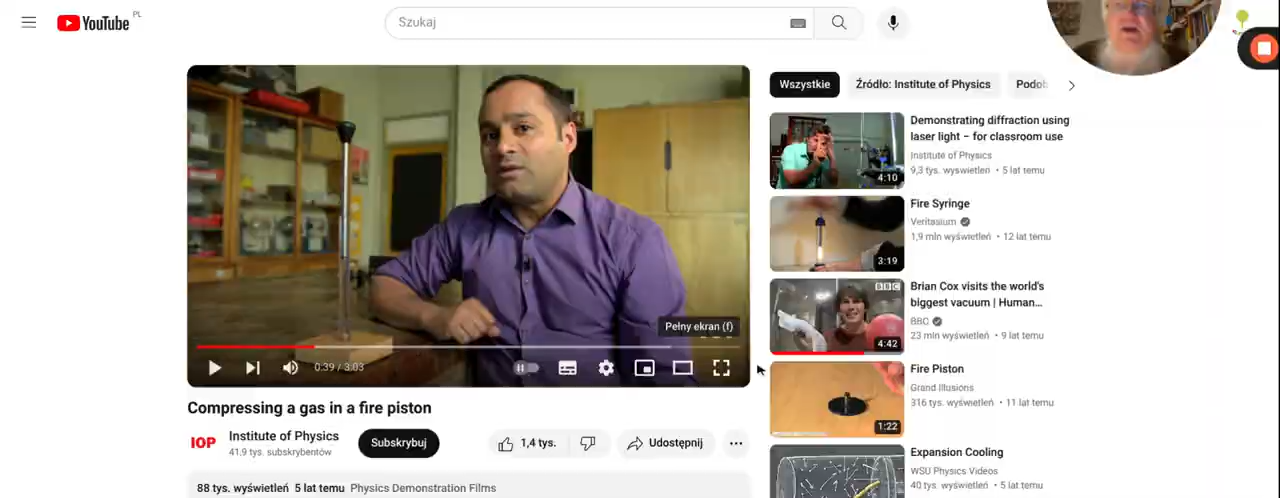 YouTube PL
Szukaj
Pełny ekran (f)
0:39 / 3:03
Compressing a gas in a fire piston
IOP
Institute of Physics
41,9 tys. subskrybentów
Subskrybuj
1,4 tys.
Udostępnij
88 tys. wyświetleń 5 lat temu Physics Demonstration Films
Wszystkie
Źródło: Institute of Physics
Podob
4:10
Demonstrating diffraction using
laser light – for classroom use
Institute of Physics
9,3 tys. wyświetleń • 5 lat temu
3:19
Fire Syringe
Veritasium
1,9 mln wyświetleń • 12 lat temu
BBC
4:42
Brian Cox visits the world's
biggest vacuum | Human...
BBC
23 mln wyświetleń • 9 lat temu
1:22
Fire Piston
Grand Illusions
316 tys. wyświetleń • 11 lat temu
Expansion Cooling
WSU Physics Videos
40 tys. wyświetleń • 5 lat temu